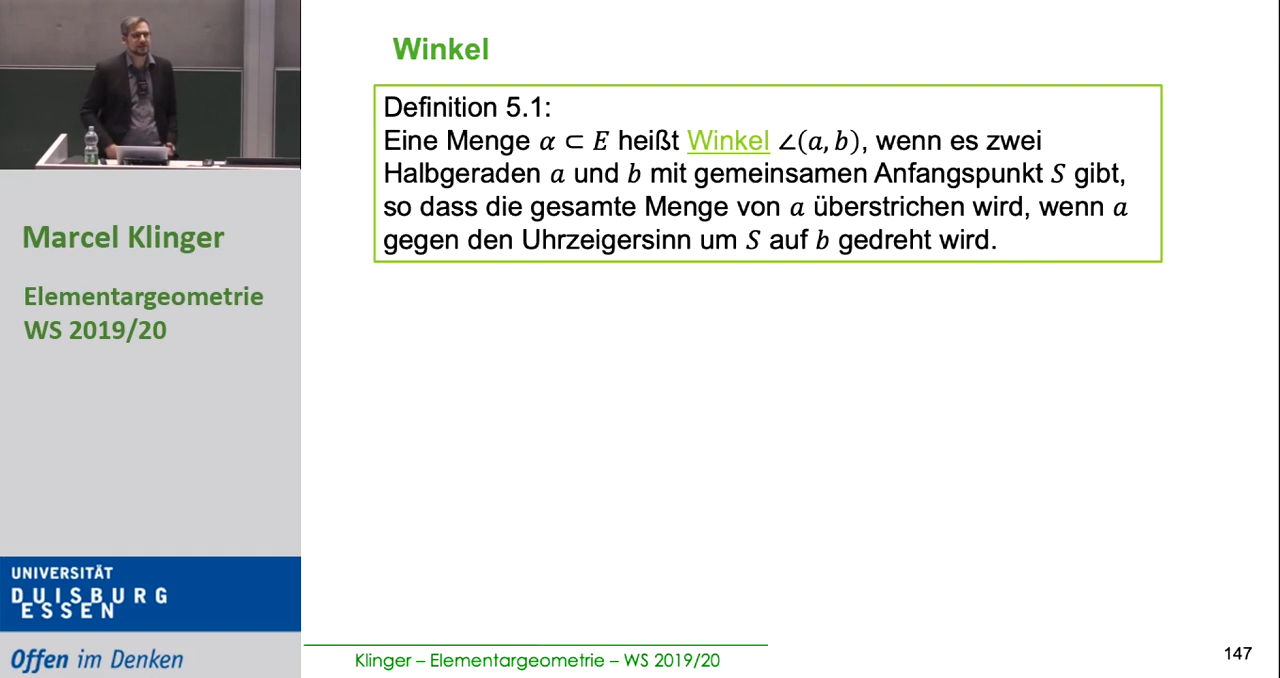 Winkel
Definition 5.1:
Eine Menge α ⊂ E heißt Winkel ∠(a, b), wenn es zwei
Halbgeraden a und b mit gemeinsamen Anfangspunkt S gibt,
so dass die gesamte Menge von a überstrichen wird, wenn a
gegen den Uhrzeigersinn um S auf b gedreht wird.
Marcel Klinger
Elementargeometrie
WS 2019/20
UNIVERSITÄT
DUISBURG
ESSEN
Offen im Denken
Klinger – Elementargeometrie – WS 2019/20
147